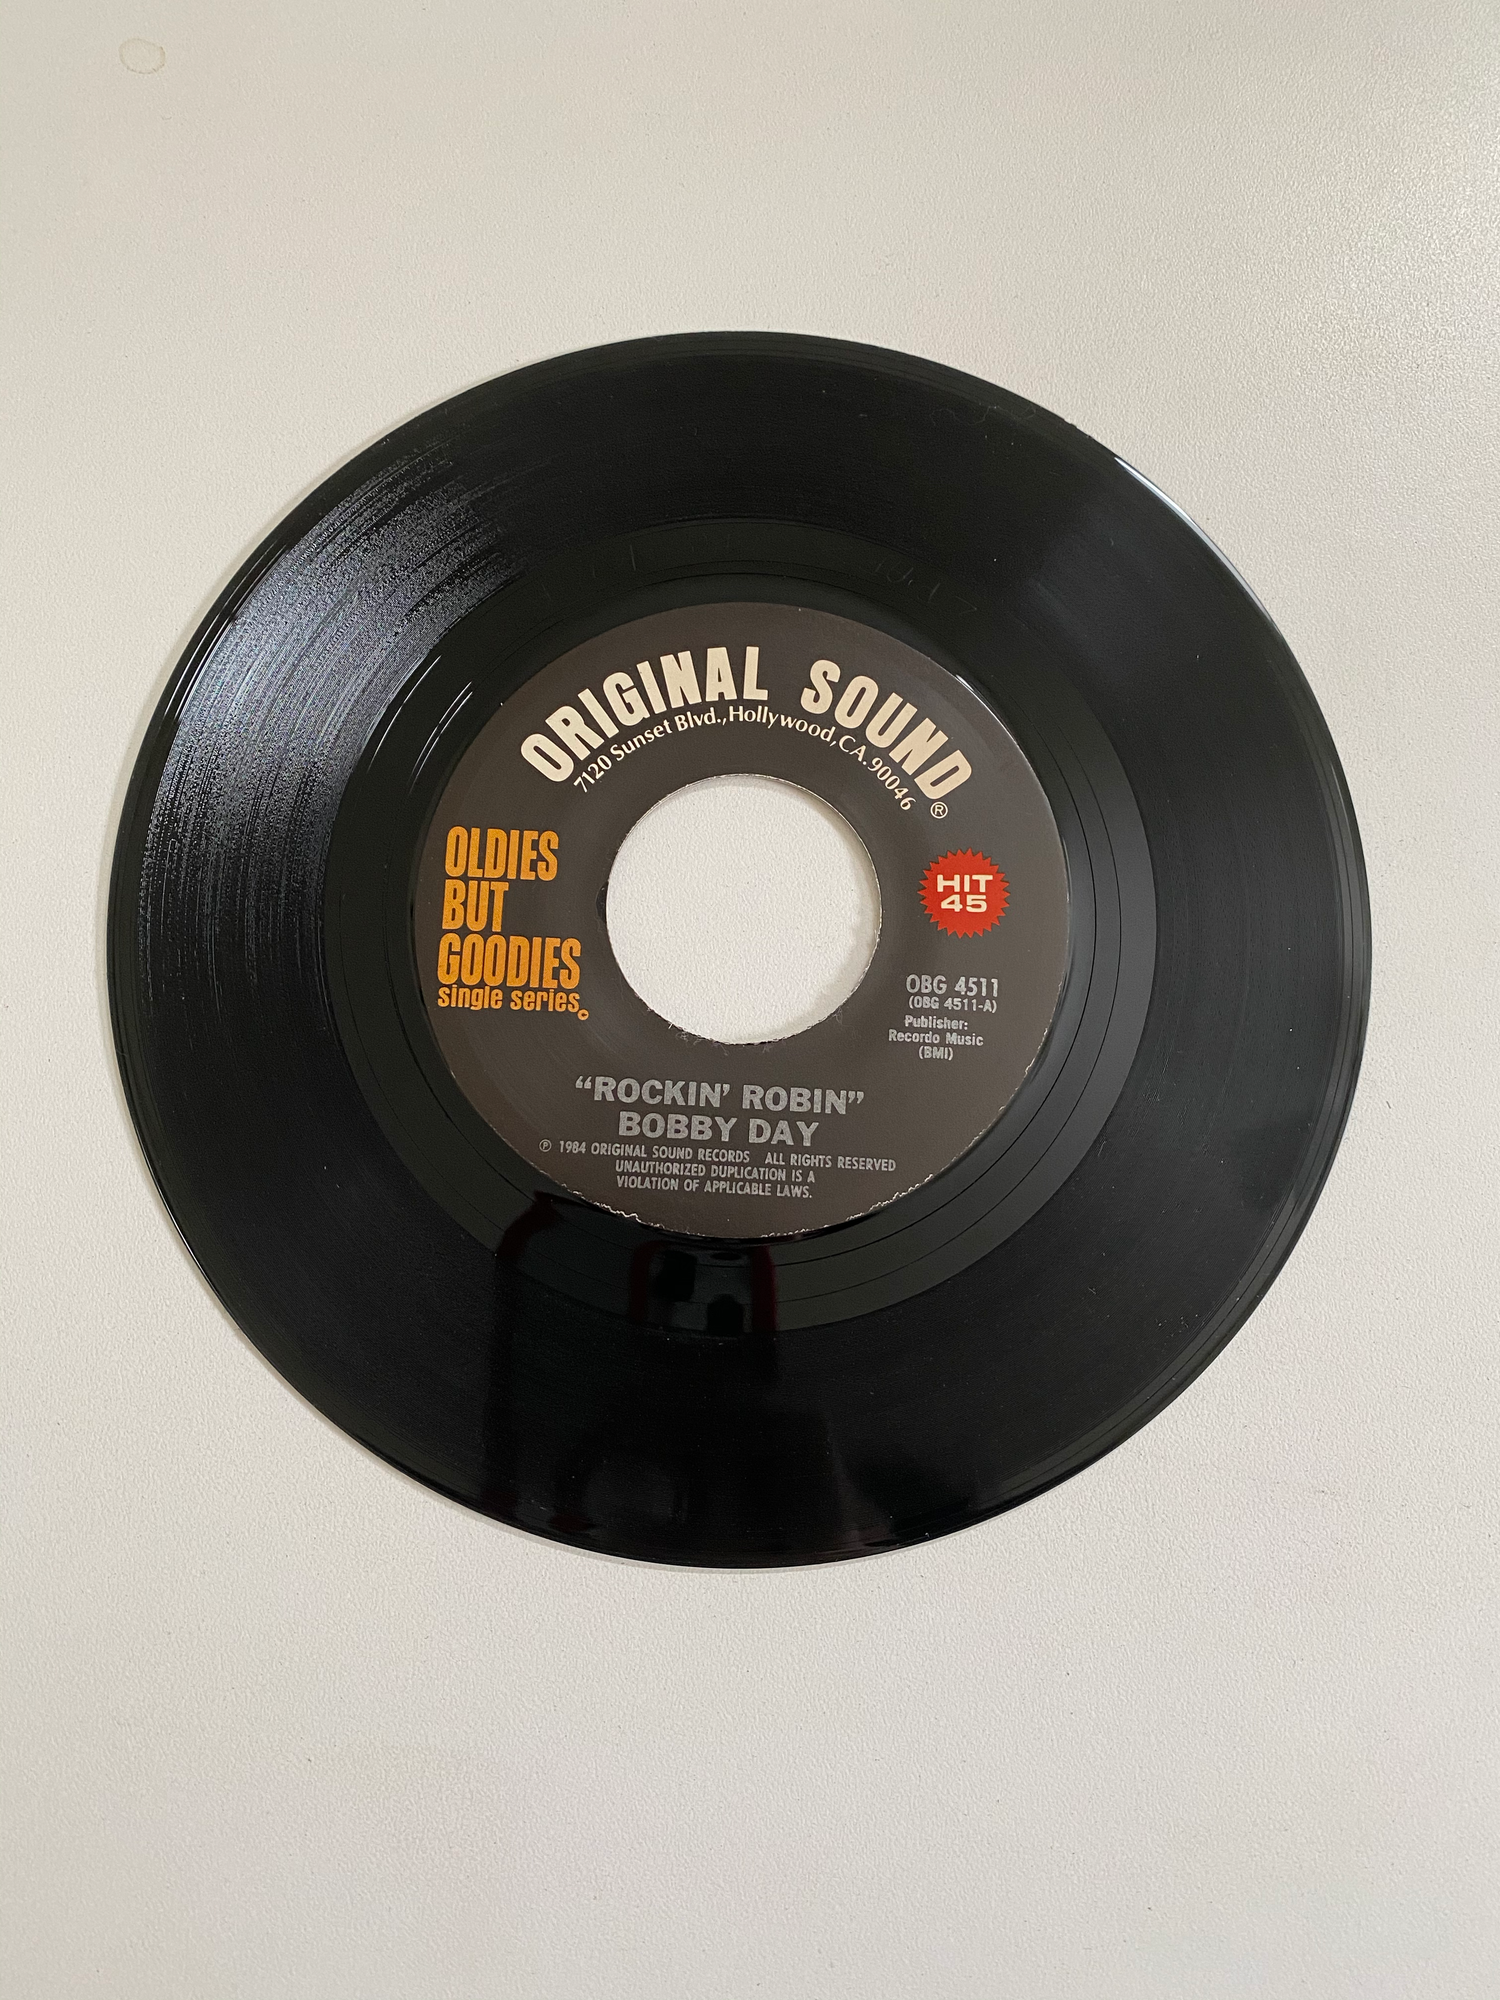 ORIGINAL SOUND ®
7120 Sunset Blvd., Hollywood, CA. 90046
OLDIES
BUT
GOODIES
single series ©
HIT
45
OBG 4511
(OBG 4511-A)
Publisher:
Recordo Music
(BMI)
“ROCKIN’ ROBIN”
BOBBY DAY
℗ 1984 ORIGINAL SOUND RECORDS ALL RIGHTS RESERVED
UNAUTHORIZED DUPLICATION IS A
VIOLATION OF APPLICABLE LAWS.